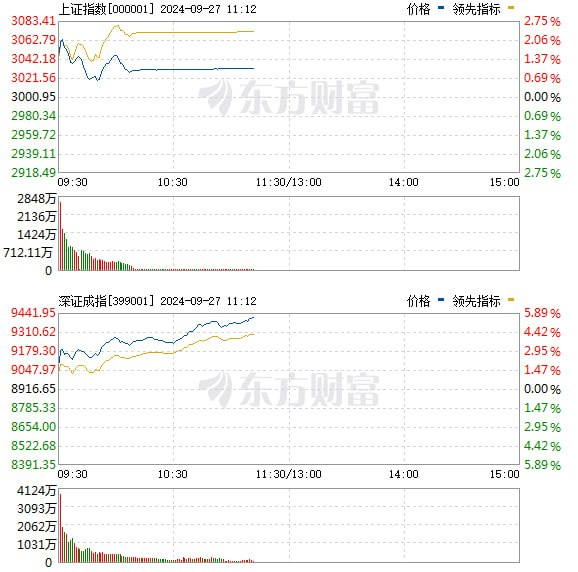 上证指数[000001] 2024-09-27 11:12 价格 领先指标
3083.41 2.75%
3062.79 2.06%
3042.18 1.37%
3021.56 0.69%
3000.95 0.00%
2980.34 0.69%
2959.72 1.37%
2939.11 2.06%
2918.49 2.75%
东方财富
09:30 10:30 11:30/13:00 14:00 15:00
2848万
2136万
1424万
712.11万
0
深证成指[399001] 2024-09-27 11:12 价格 领先指标
9441.95 5.89%
9310.62 4.42%
9179.30 2.95%
9047.97 1.47%
8916.65 0.00%
8785.33 1.47%
8654.00 2.95%
8522.68 4.42%
8391.35 5.89%
东方财富
09:30 10:30 11:30/13:00 14:00 15:00
4124万
3093万
2062万
1031万
0